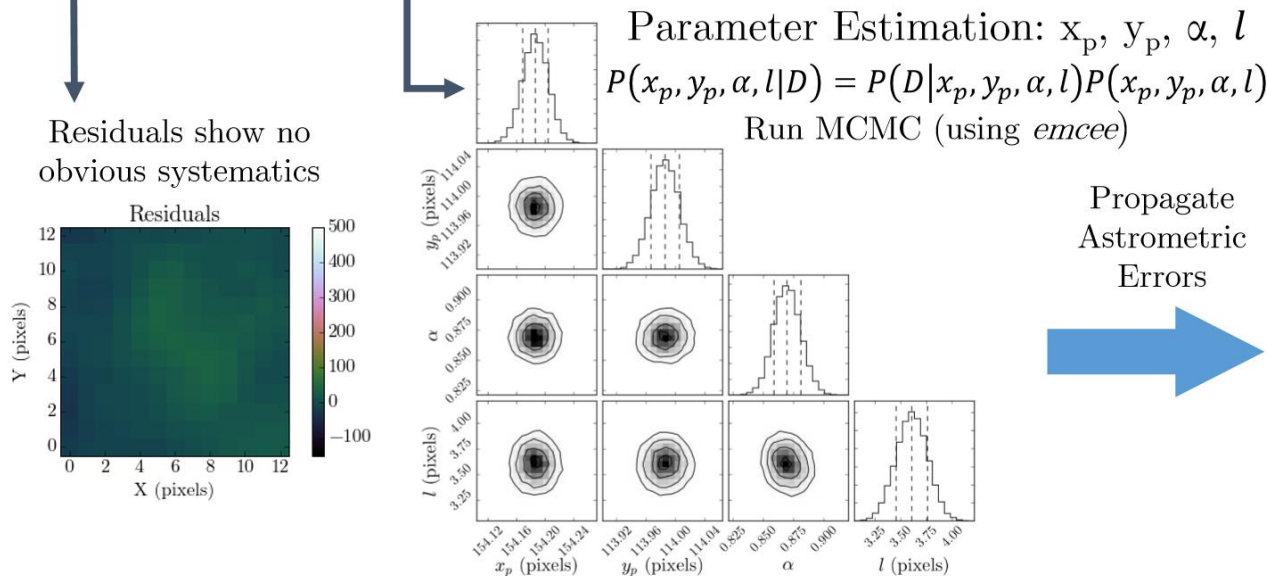 Parameter Estimation: xₚ, yₚ, α, l
P(xₚ, yₚ, α, l|D) = P(D|xₚ, yₚ, α, l)P(xₚ, yₚ, α, l)
Run MCMC (using emcee)
Residuals show no
obvious systematics
Residuals
12
10
8
6
4
2
0
Y (pixels)
0 2 4 6 8 10 12
X (pixels)
500
400
300
200
100
0
−100
114.04
114.00
113.96
113.92
yₚ (pixels)
0.900
0.875
0.850
0.825
α
4.00
3.75
3.50
3.25
l (pixels)
154.12 154.16 154.20 154.24
xₚ (pixels)
113.92 113.96 114.00 114.04
yₚ (pixels)
0.825 0.850 0.875 0.900
α
3.25 3.50 3.75 4.00
l (pixels)
Propagate
Astrometric
Errors